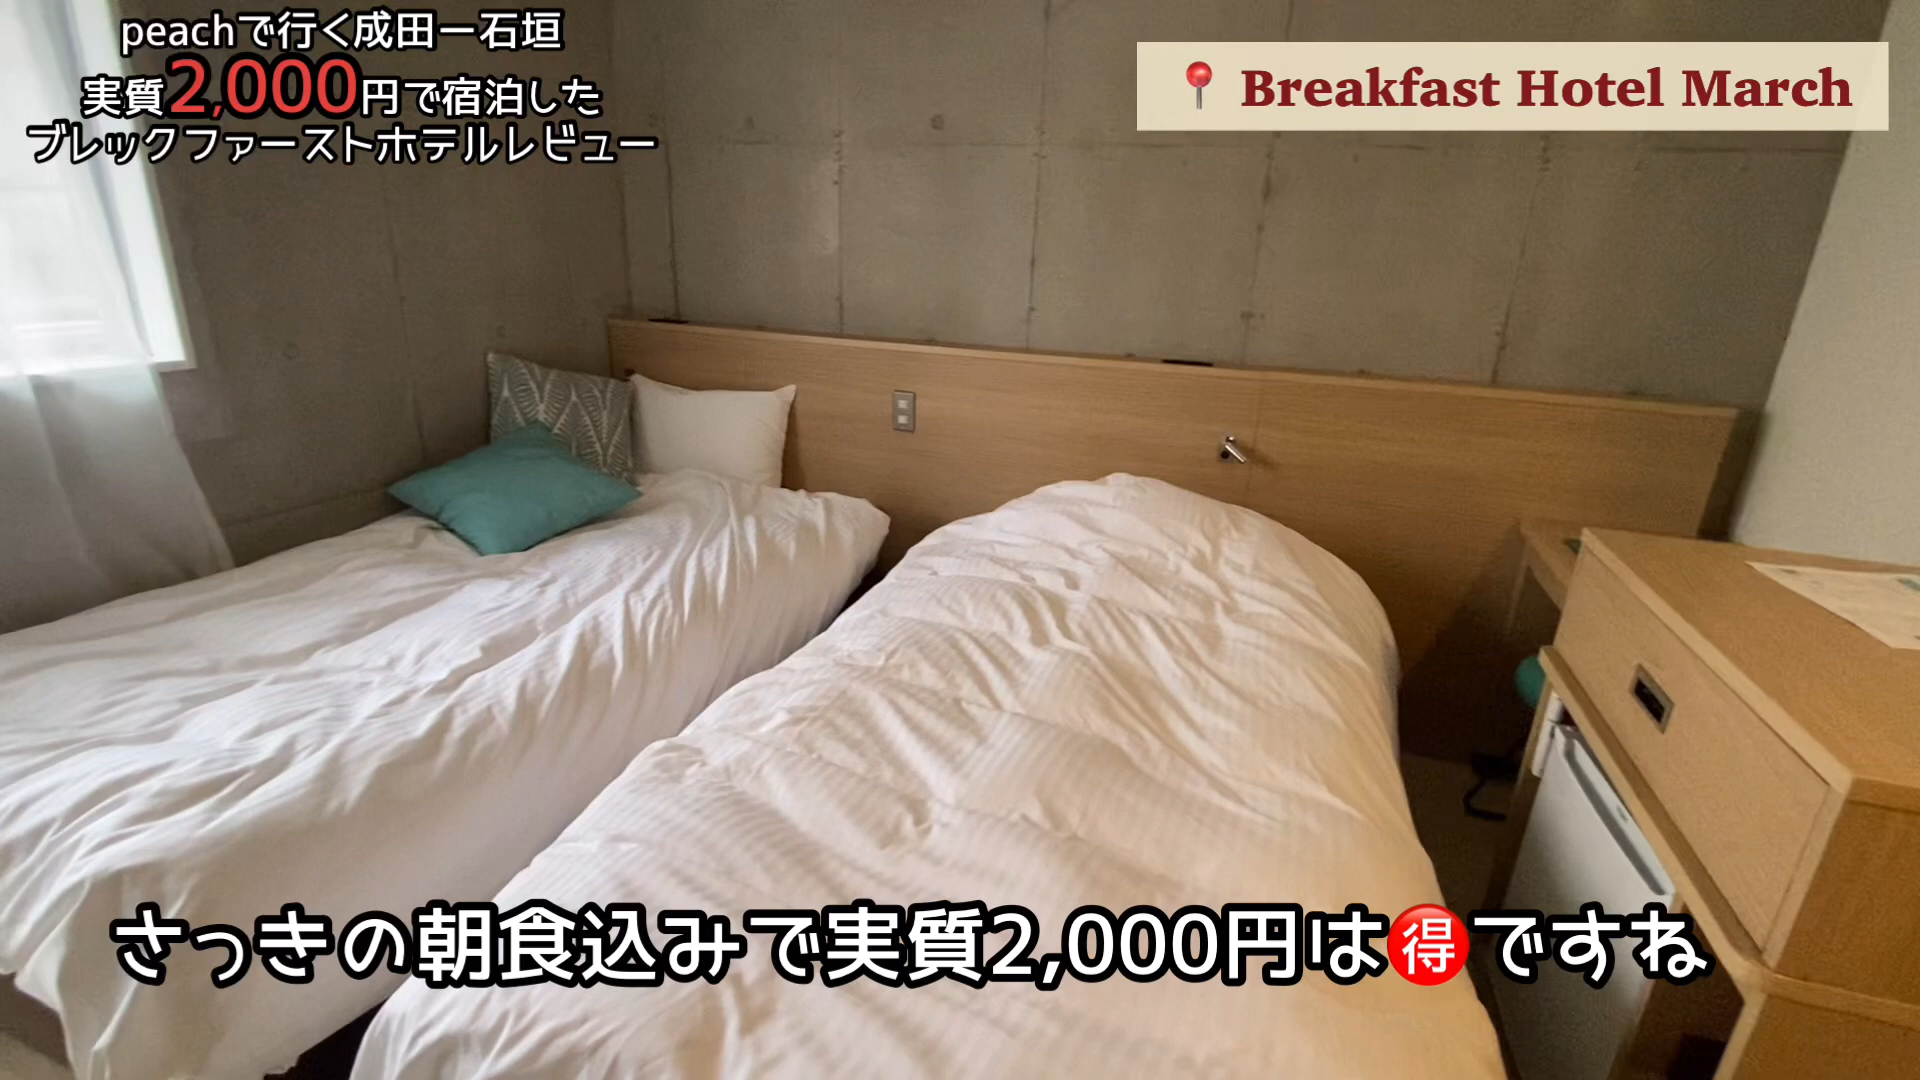 peachで行く成田ー石垣
実質2,000円で宿泊した
ブレックファーストホテルレビュー
📍 Breakfast Hotel March
さっきの朝食込みで実質2,000円は🉐ですね